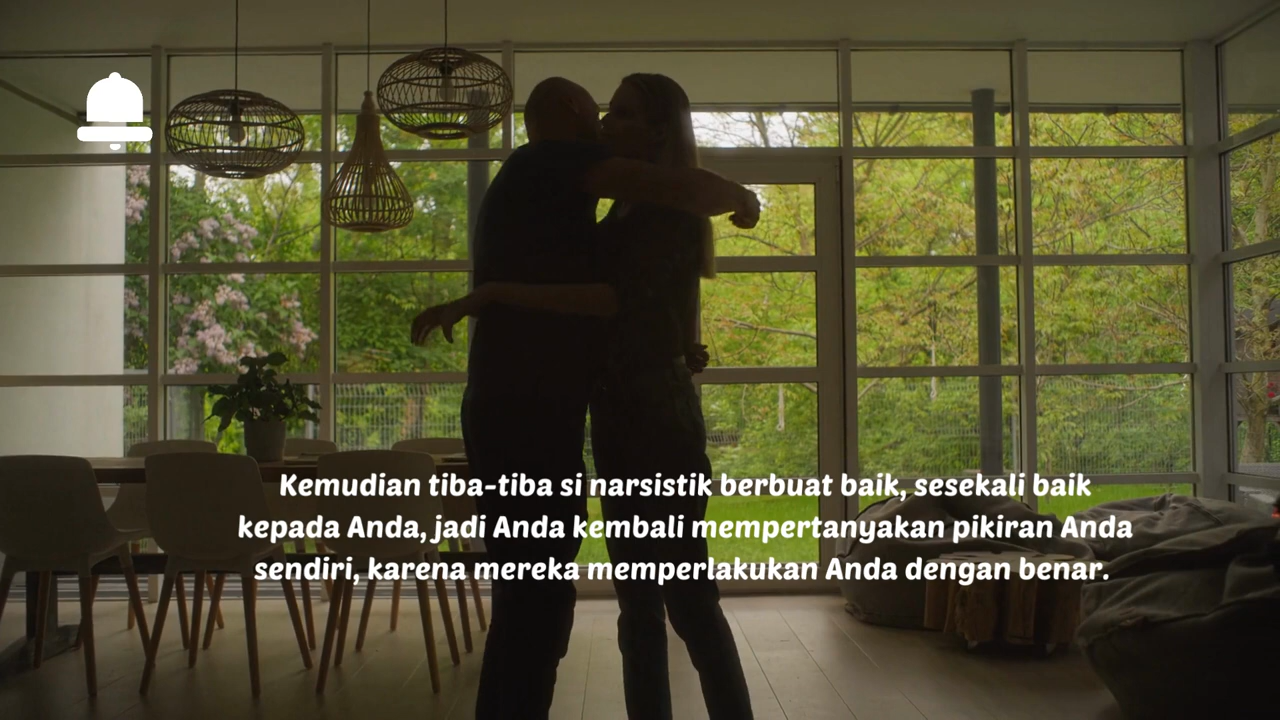 Kemudian tiba-tiba si narsistik berbuat baik, sesekali baik
kepada Anda, jadi Anda kembali mempertanyakan pikiran Anda
sendiri, karena mereka memperlakukan Anda dengan benar.